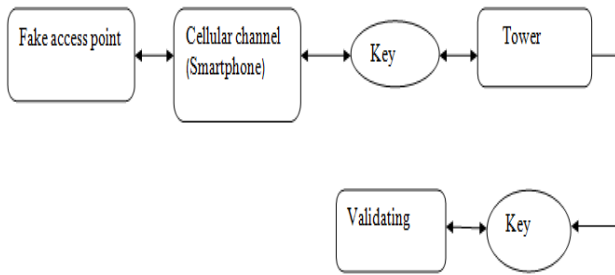 Fake access point
Cellular channel
(Smartphone)
Key
Tower
Validating
Key